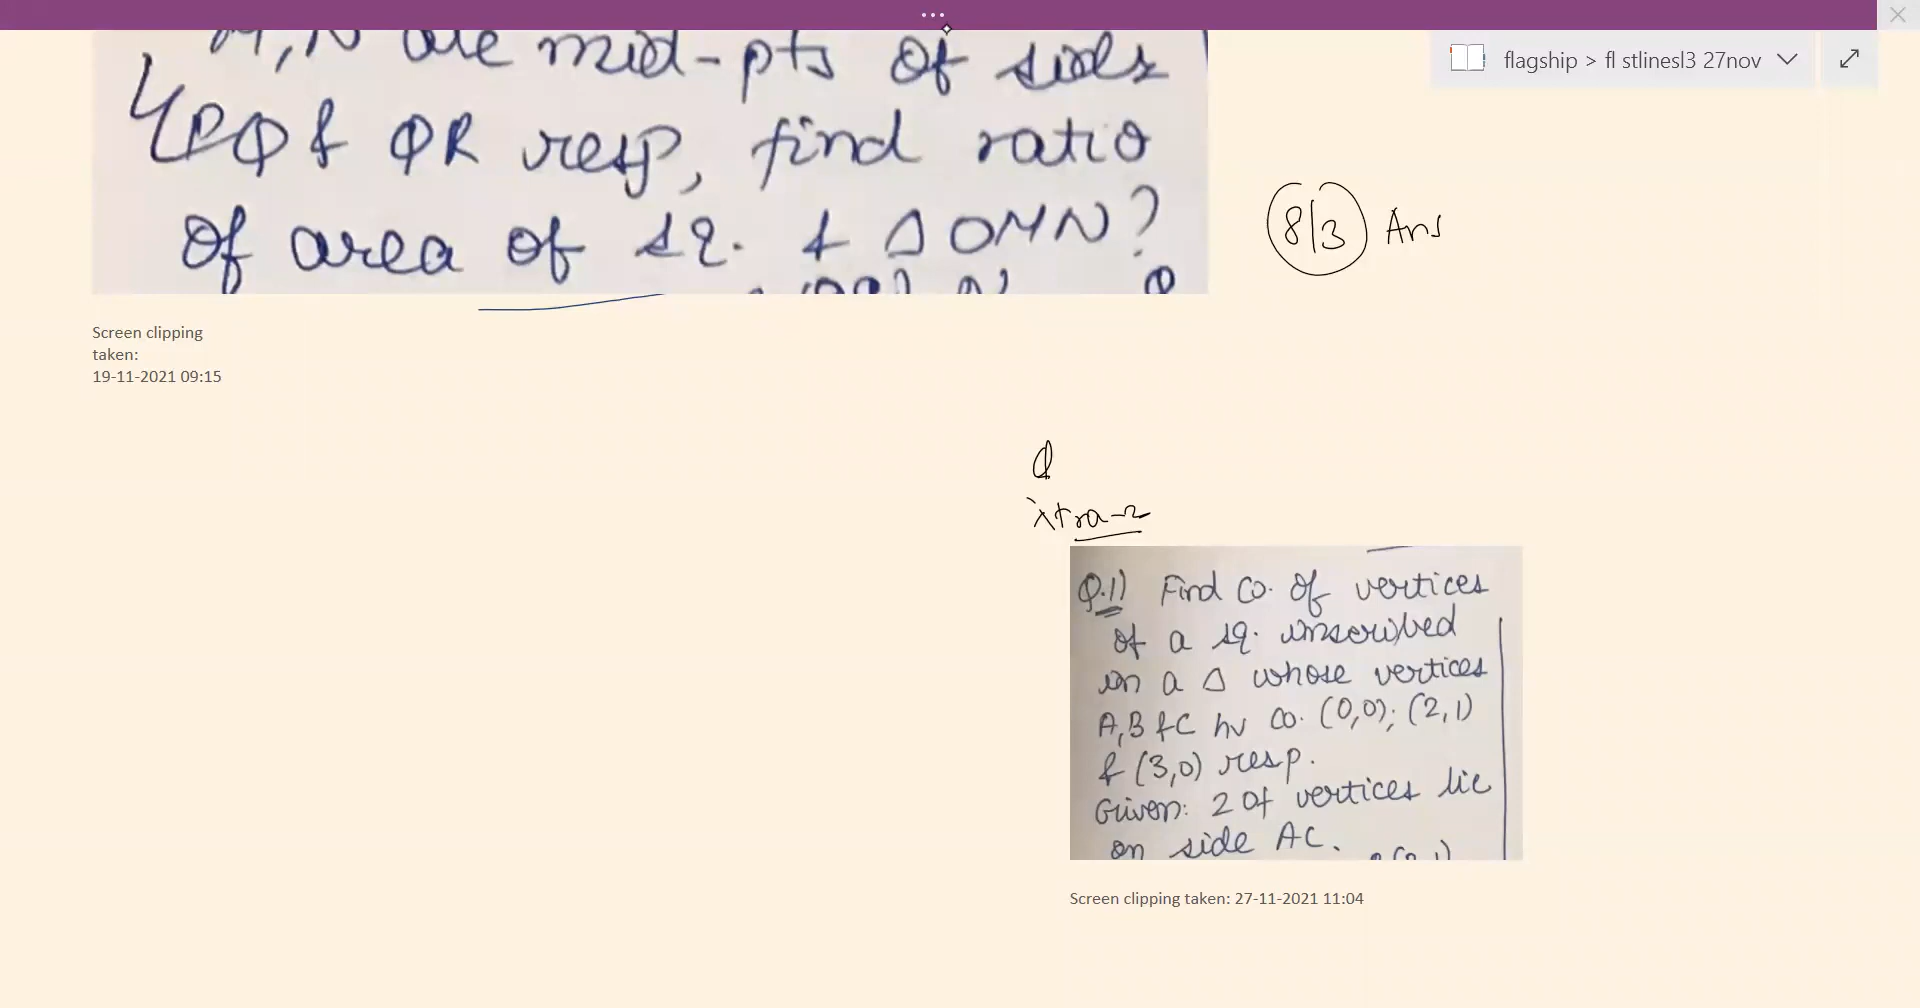 ...
flagship > fl stlinesl3 27nov
M, N are mid-pts of sides
PQ & QR resp, find ratio
of area of sq. & Δ OMN?
8/3 Ans
Screen clipping
taken:
19-11-2021 09:15
Q
xtra-2
Q.1) Find co. of vertices
of a sq. inscribed
in a Δ whose vertices
A, B & C hv co. (0,0); (2,1)
& (3,0) resp.
Given: 2 of vertices lie
on side AC.
Screen clipping taken: 27-11-2021 11:04